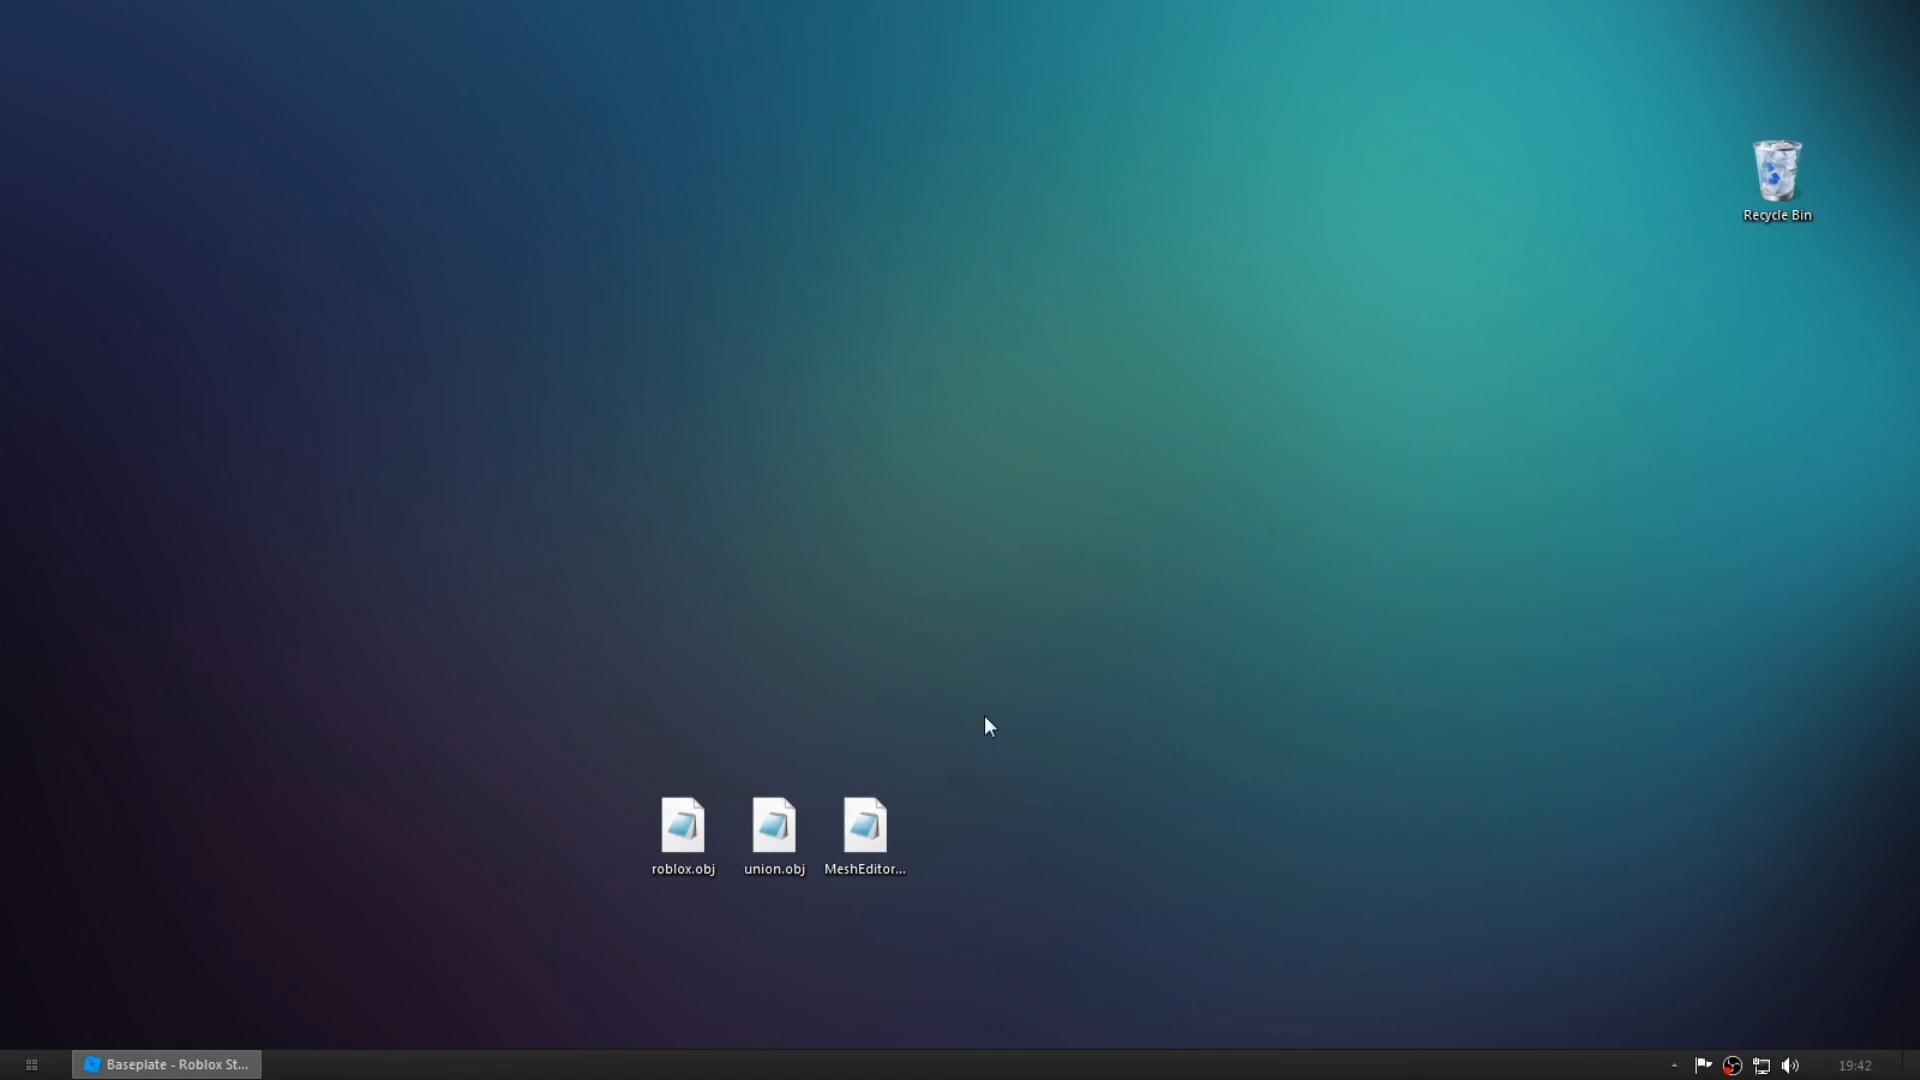 Recycle Bin
roblox.obj
union.obj
MeshEditor...
Baseplate - Roblox St...
19:42